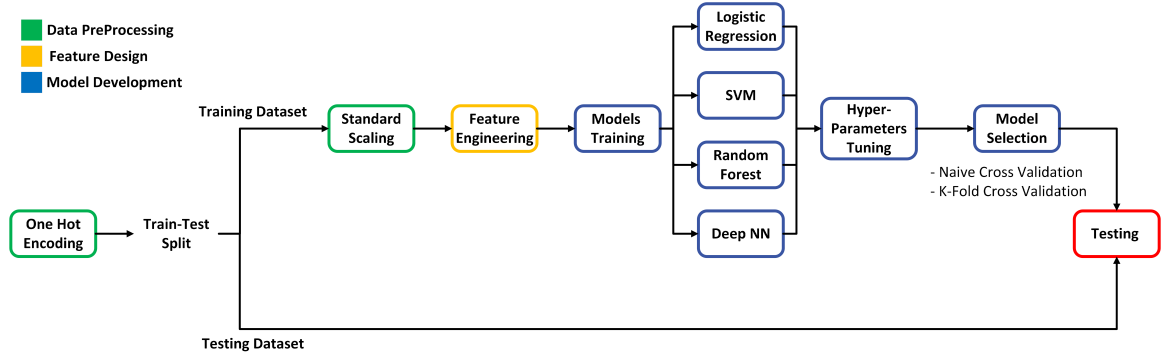 Data PreProcessing
Feature Design
Model Development
Training Dataset
Standard
Scaling
Feature
Engineering
Models
Training
Logistic
Regression
SVM
Random
Forest
Deep NN
Hyper-
Parameters
Tuning
Model
Selection
- Naive Cross Validation
- K-Fold Cross Validation
One Hot
Encoding
Train-Test
Split
Testing
Testing Dataset